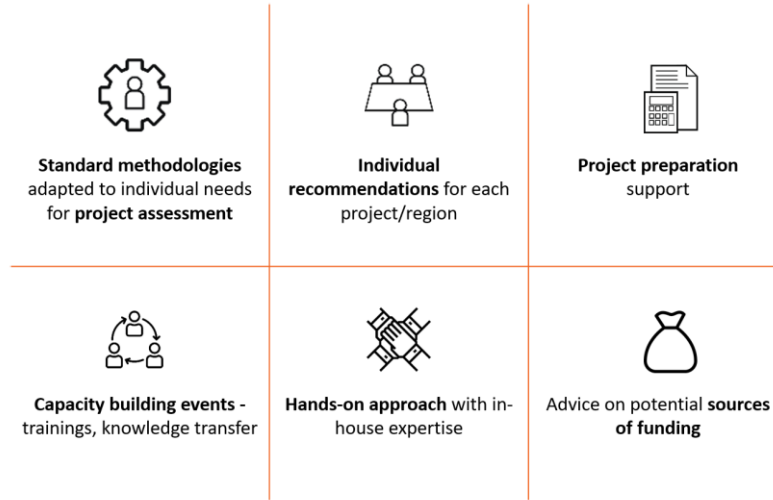 Standard methodologies
adapted to individual needs
for project assessment
Individual
recommendations for each
project/region
Project preparation
support
Capacity building events -
trainings, knowledge transfer
Hands-on approach with in-
house expertise
Advice on potential sources
of funding